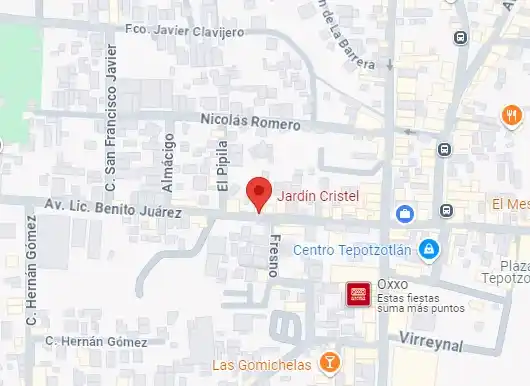 n de la Barrera
Fco. Javier Clavijero
C. San Francisco Javier
Nicolás Romero
Almácigo
El Pipila
Jardín Cristel
Av. Lic. Benito Juárez
El Mes
C. Hernán Gómez
Fresno
Centro Tepotzotlán
Plaza
Tepotzo
Oxxo
Estas fiestas
suma más puntos
C. Hernán Gómez
Virreynal
Las Gomichelas